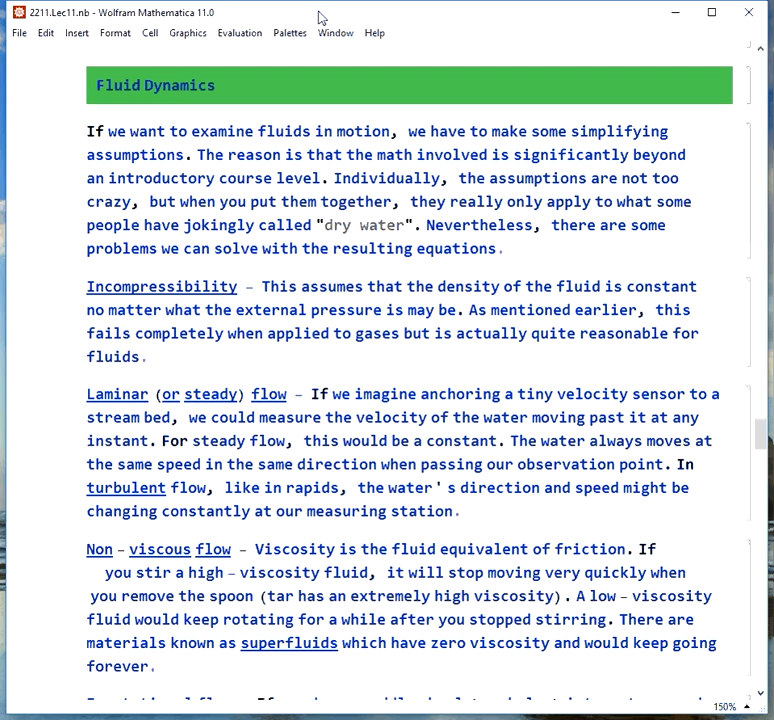 2211.Lec11.nb - Wolfram Mathematica 11.0
File Edit Insert Format Cell Graphics Evaluation Palettes Window Help
Fluid Dynamics
If we want to examine fluids in motion, we have to make some simplifying
assumptions. The reason is that the math involved is significantly beyond
an introductory course level. Individually, the assumptions are not too
crazy, but when you put them together, they really only apply to what some
people have jokingly called "dry water". Nevertheless, there are some
problems we can solve with the resulting equations.
Incompressibility – This assumes that the density of the fluid is constant
no matter what the external pressure is may be. As mentioned earlier, this
fails completely when applied to gases but is actually quite reasonable for
fluids.
Laminar (or steady) flow – If we imagine anchoring a tiny velocity sensor to a
stream bed, we could measure the velocity of the water moving past it at any
instant. For steady flow, this would be a constant. The water always moves at
the same speed in the same direction when passing our observation point. In
turbulent flow, like in rapids, the water's direction and speed might be
changing constantly at our measuring station.
Non – viscous flow – Viscosity is the fluid equivalent of friction. If
you stir a high – viscosity fluid, it will stop moving very quickly when
you remove the spoon (tar has an extremely high viscosity). A low – viscosity
fluid would keep rotating for a while after you stopped stirring. There are
materials known as superfluids which have zero viscosity and would keep going
forever.
150%